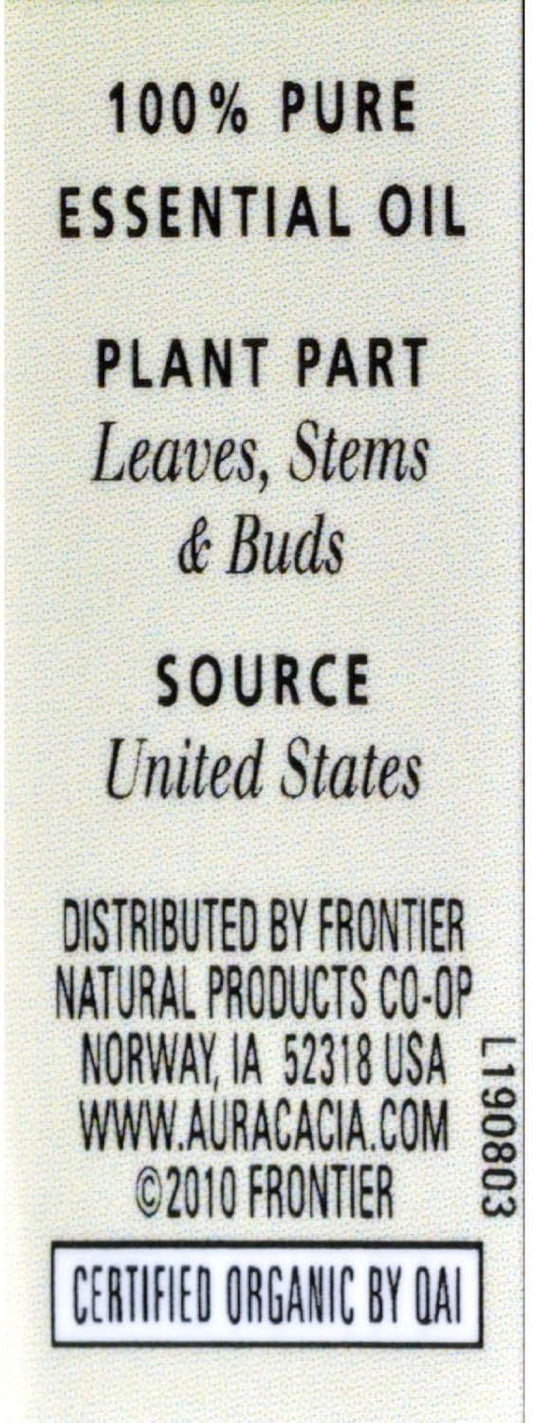 100% PURE
ESSENTIAL OIL
PLANT PART
Leaves, Stems
& Buds
SOURCE
United States
DISTRIBUTED BY FRONTIER
NATURAL PRODUCTS CO-OP
NORWAY, IA 52318 USA
WWW.AURACACIA.COM
©2010 FRONTIER
L190803
CERTIFIED ORGANIC BY QAI